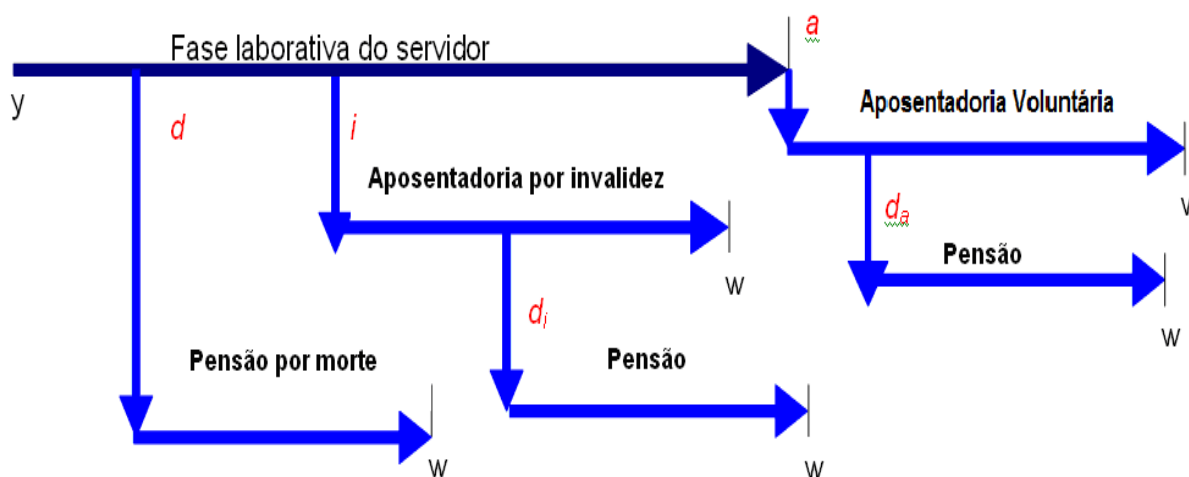 a
Fase laborativa do servidor
y
d
i
Aposentadoria Voluntária
Aposentadoria por invalidez
da
w
Pensão
di
w
Pensão por morte
Pensão
w
w